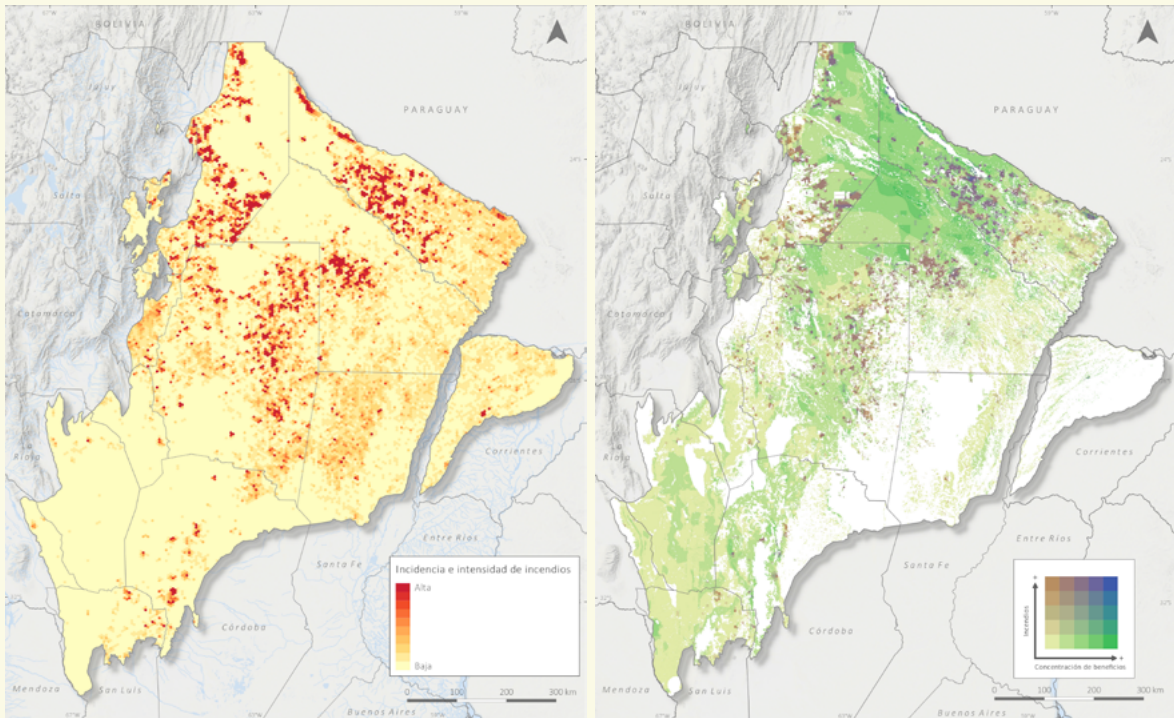 BOLIVIA
Jujuy
PARAGUAY
Salta
Catamarca
Rioja
Corrientes
Entre Ríos
Santa Fe
Córdoba
Mendoza
San Luis
Buenos Aires
Incidencia e intensidad de incendios
Alta
Baja
0 100 200 300 km
BOLIVIA
Jujuy
PARAGUAY
Salta
Catamarca
Rioja
Corrientes
Entre Ríos
Santa Fe
Córdoba
Mendoza
San Luis
Buenos Aires
Incendios
+
+
Concentración de beneficios
0 100 200 300 km